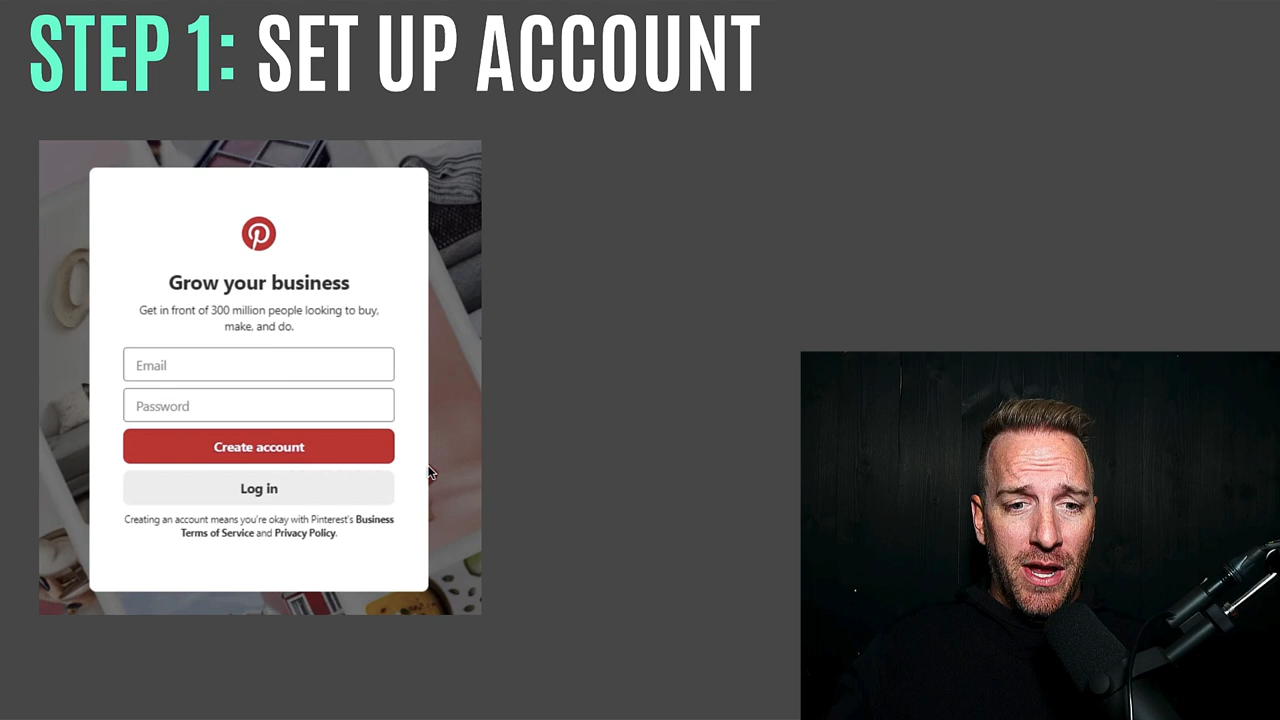 STEP 1: SET UP ACCOUNT
Grow your business
Get in front of 300 million people looking to buy,
make, and do.
Email
Password
Create account
Log in
Creating an account means you're okay with Pinterest's Business
Terms of Service and Privacy Policy.